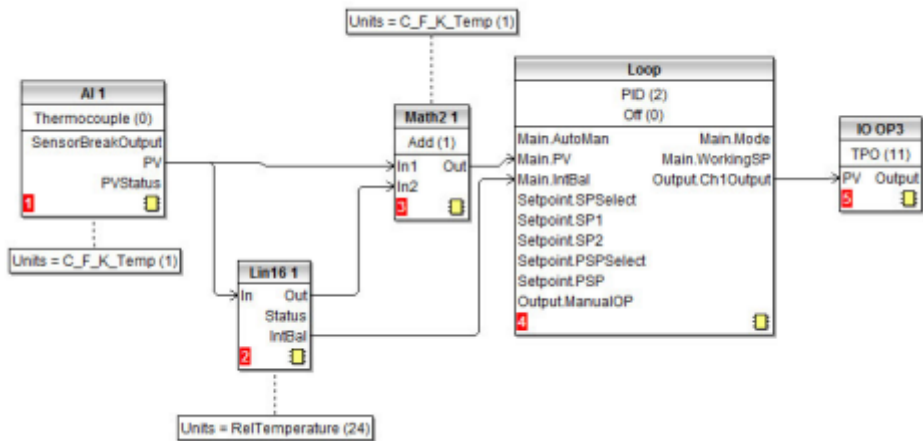 Units = C_F_K_Temp (1)
AI 1
Thermocouple (0)
SensorBreakOutput
PV
PVStatus
1
Units = C_F_K_Temp (1)
Lin16 1
In Out
Status
IntBal
2
Units = RelTemperature (24)
Math2 1
Add (1)
In1 Out
In2
3
Loop
PID (2)
Off (0)
Main.AutoMan Main.Mode
Main.PV Main.WorkingSP
Main.IntBal Output.Ch1Output
Setpoint.SPSelect
Setpoint.SP1
Setpoint.SP2
Setpoint.PSPSelect
Setpoint.PSP
Output.ManualOP
4
IO OP3
TPO (11)
PV Output
5